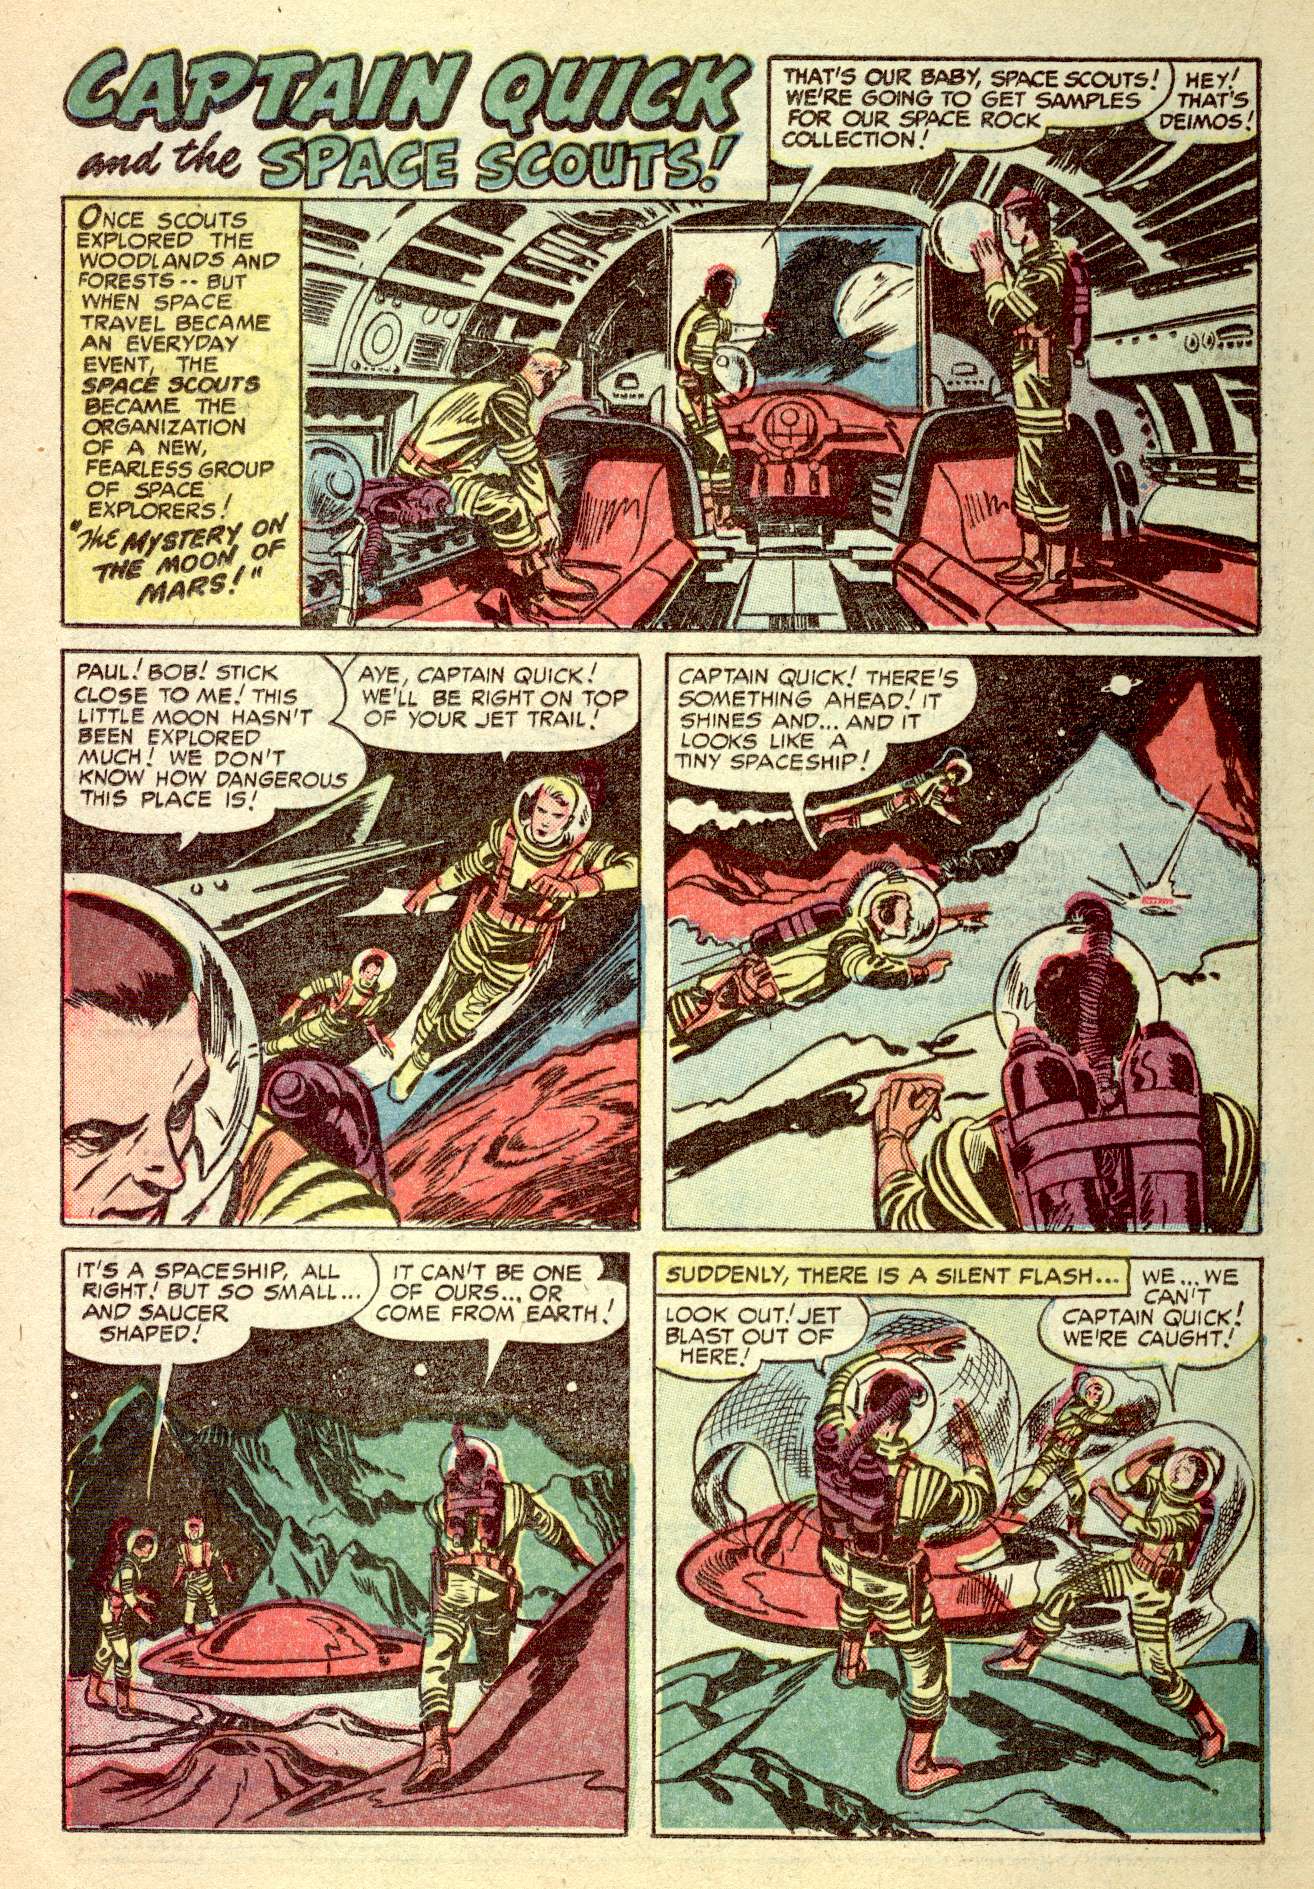 CAPTAIN QUICK
and the SPACE SCOUTS!
ONCE SCOUTS
EXPLORED THE
WOODLANDS AND
FORESTS -- BUT
WHEN SPACE
TRAVEL BECAME
AN EVERYDAY
EVENT, THE
SPACE SCOUTS
BECAME THE
ORGANIZATION
OF A NEW,
FEARLESS GROUP
OF SPACE
EXPLORERS!
"The MYSTERY ON
THE MOON OF
MARS!"
THAT'S OUR BABY, SPACE SCOUTS!
WE'RE GOING TO GET SAMPLES
FOR OUR SPACE ROCK
COLLECTION!
HEY!
THAT'S
DEIMOS!
PAUL! BOB! STICK
CLOSE TO ME! THIS
LITTLE MOON HASN'T
BEEN EXPLORED
MUCH! WE DON'T
KNOW HOW DANGEROUS
THIS PLACE IS!
AYE, CAPTAIN QUICK!
WE'LL BE RIGHT ON TOP
OF YOUR JET TRAIL!
CAPTAIN QUICK! THERE'S
SOMETHING AHEAD! IT
SHINES AND... AND IT
LOOKS LIKE A
TINY SPACESHIP!
IT'S A SPACESHIP, ALL
RIGHT! BUT SO SMALL...
AND SAUCER
SHAPED!
IT CAN'T BE ONE
OF OURS... OR
COME FROM EARTH!
SUDDENLY, THERE IS A SILENT FLASH...
LOOK OUT! JET
BLAST OUT OF
HERE!
WE... WE
CAN'T
CAPTAIN QUICK!
WE'RE CAUGHT!